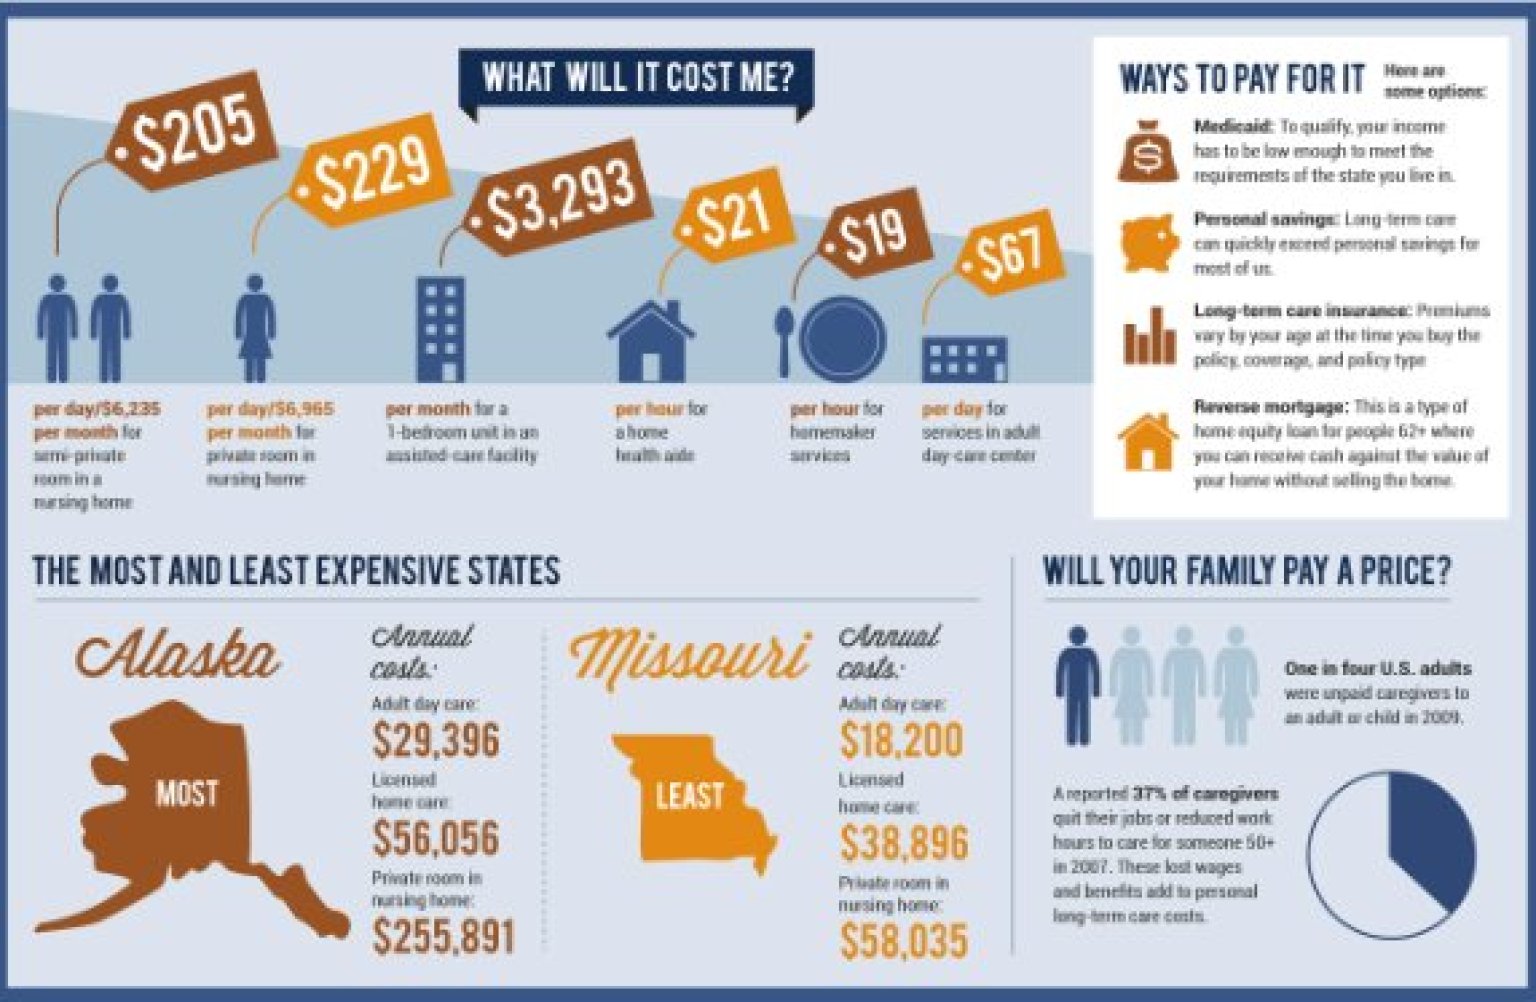 WHAT WILL IT COST ME?
$205
$229
$3,293
$21
$19
$67
per day/$6,235
per month for
semi-private
room in a
nursing home
per day/$6,965
per month for
private room in
nursing home
per month for a
1-bedroom unit in an
assisted-care facility
per hour for
a home
health aide
per hour for
homemaker
services
per day for
services in adult
day-care center
WAYS TO PAY FOR IT
Here are
some options:
Medicaid: To qualify, your income
has to be low enough to meet the
requirements of the state you live in.
Personal savings: Long-term care
can quickly exceed personal savings for
most of us.
Long-term care insurance: Premiums
vary by your age at the time you buy the
policy, coverage, and policy type
Reverse mortgage: This is a type of
home equity loan for people 62+ where
you can receive cash against the value of
your home without selling the home.
THE MOST AND LEAST EXPENSIVE STATES
Alaska
MOST
Annual
costs:
Adult day care:
$29,396
Licensed
home care:
$56,056
Private room in
nursing home:
$255,891
Missouri
LEAST
Annual
costs:
Adult day care:
$18,200
Licensed
home care:
$38,896
Private room in
nursing home:
$58,035
WILL YOUR FAMILY PAY A PRICE?
One in four U.S. adults
were unpaid caregivers to
an adult or child in 2009.
A reported 37% of caregivers
quit their jobs or reduced work
hours to care for someone 50+
in 2007. These lost wages
and benefits add to personal
long-term care costs.